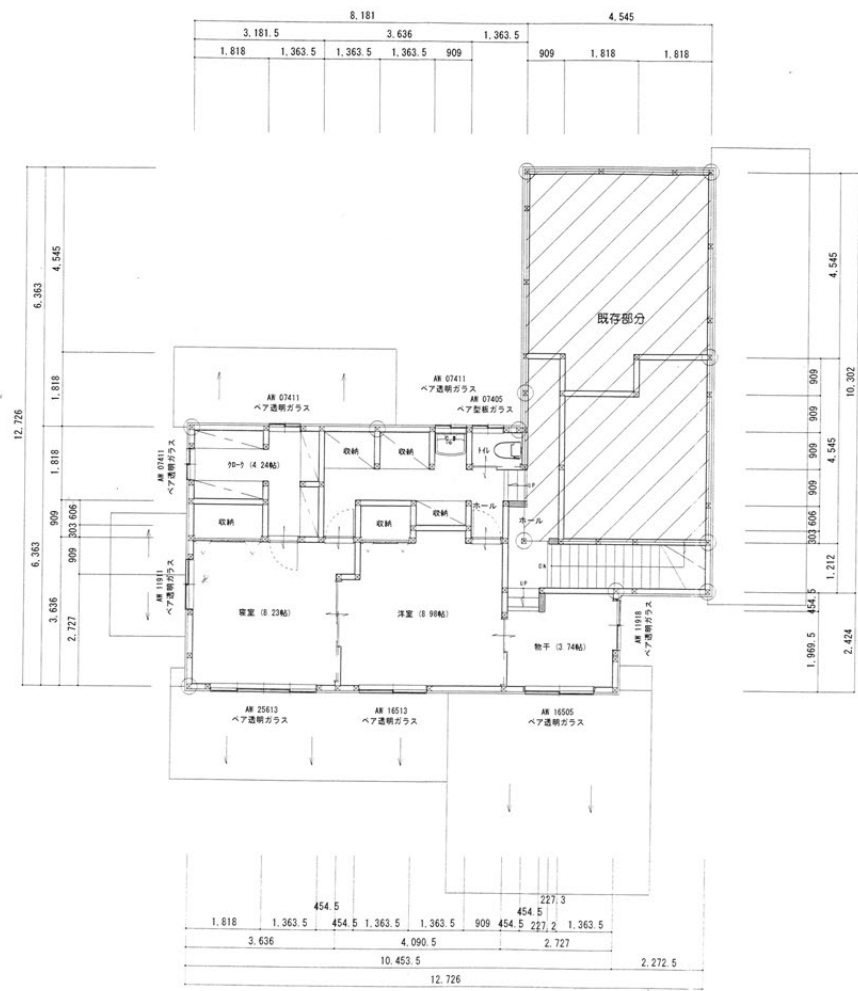 8,181
4,545
3,181.5
3,636
1,363.5
1,818
1,363.5
1,363.5
1,363.5
909
909
1,818
1,818
12,726
6,363
6,363
4,545
1,818
1,818
909
303
606
3,636
909
2,727
10,302
4,545
4,545
909
909
909
909
303
606
1,212
454.5
1,969.5
2,424
既存部分
AW 07411
ペア透明ガラス
AW 07411
ペア透明ガラス
AW 07405
ペア型板ガラス
AW 07411
ペア透明ガラス
AW 11911
ペア透明ガラス
クローク (4.24帖)
収納
収納
トイレ
収納
収納
収納
ホール
UP
ホール
UP
寝室 (8.23帖)
洋室 (8.98帖)
物干 (3.74帖)
AW 11918
ペア透明ガラス
AW 25613
ペア透明ガラス
AW 16513
ペア透明ガラス
AW 16505
ペア透明ガラス
227.3
454.5
454.5
1,818
1,363.5
454.5
1,363.5
1,363.5
909
454.5
227.2
1,363.5
3,636
4,090.5
2,727
10,453.5
2,272.5
12,726